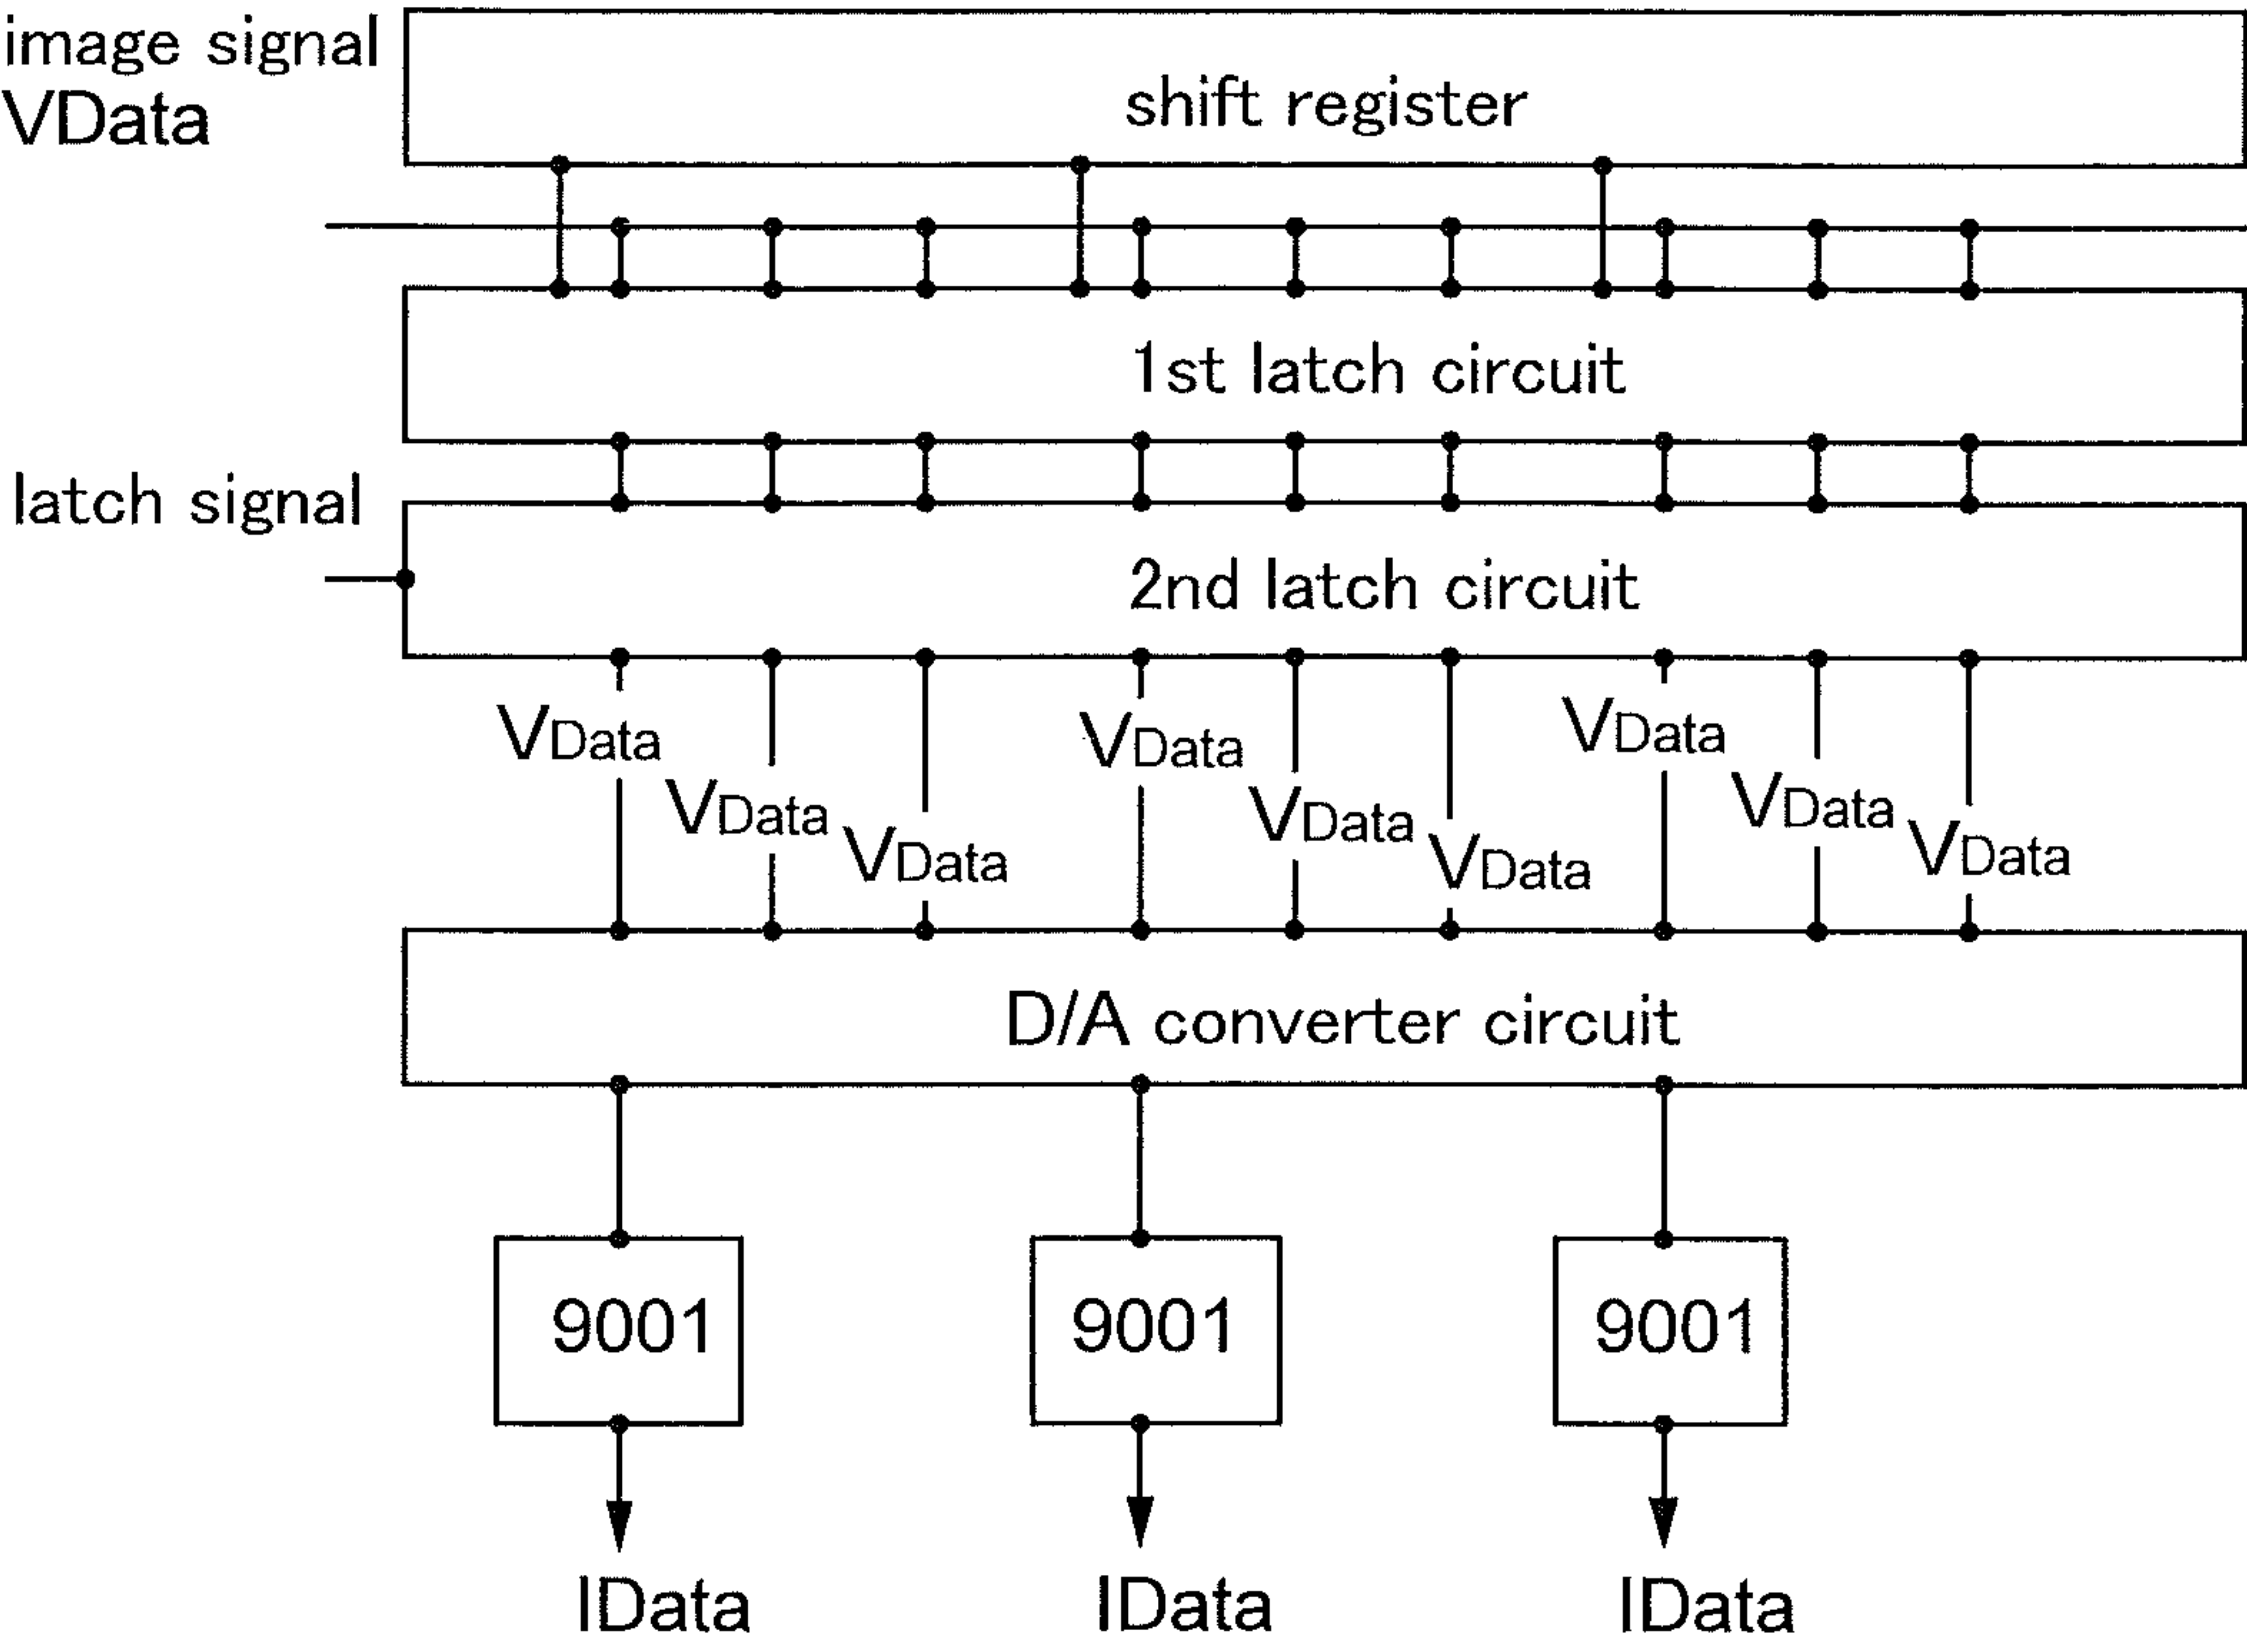 image signal
VData
shift register
1st latch circuit
latch signal
2nd latch circuit
VData
VData
VData
VData
VData
VData
VData
VData
VData
D/A converter circuit
9001
9001
9001
IData
IData
IData